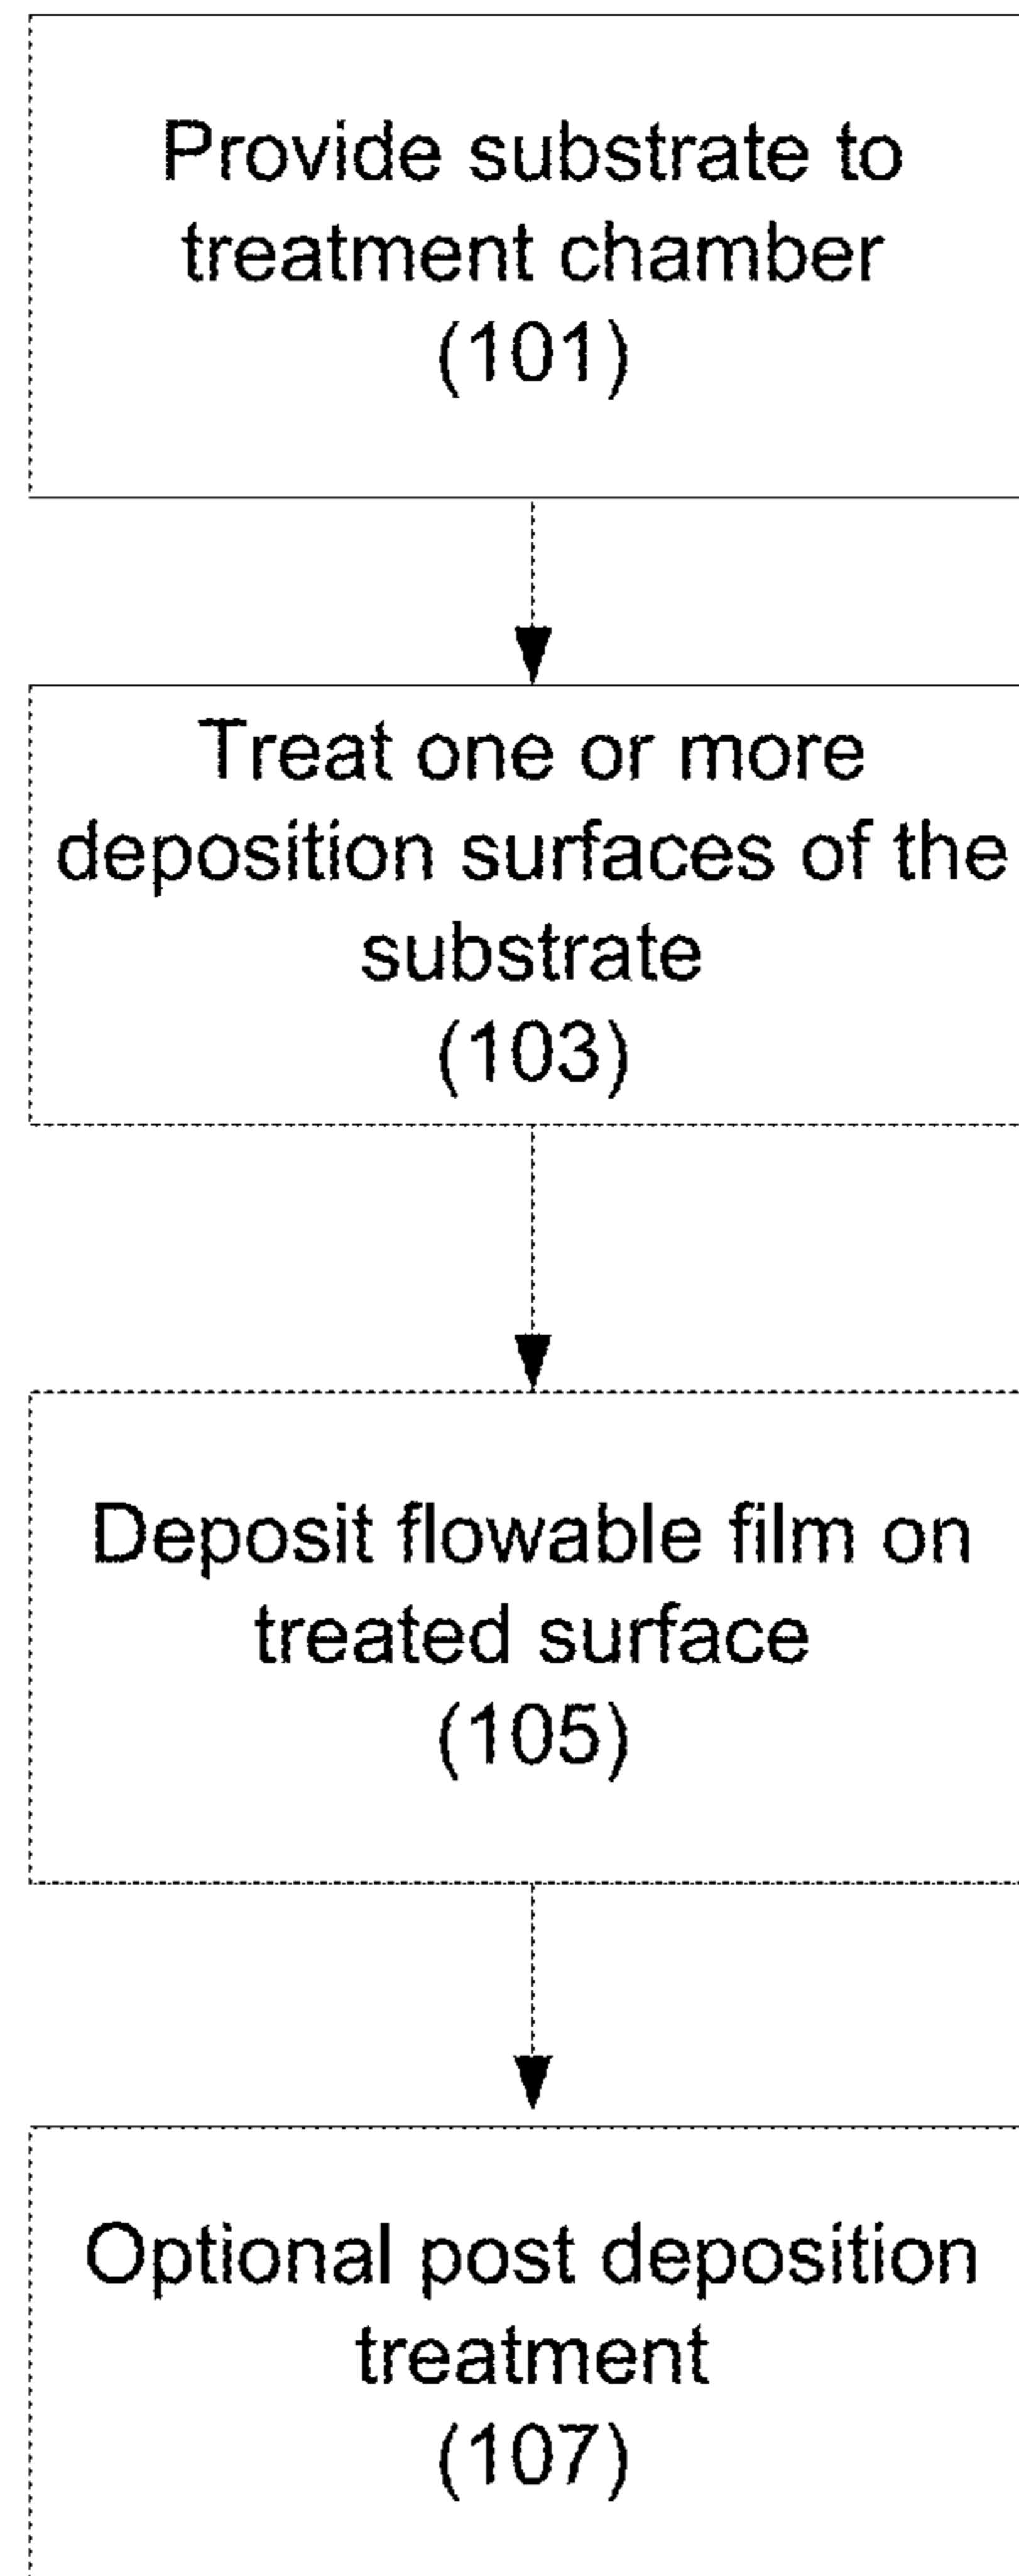 Provide substrate to
treatment chamber
(101)
Treat one or more
deposition surfaces of the
substrate
(103)
Deposit flowable film on
treated surface
(105)
Optional post deposition
treatment
(107)